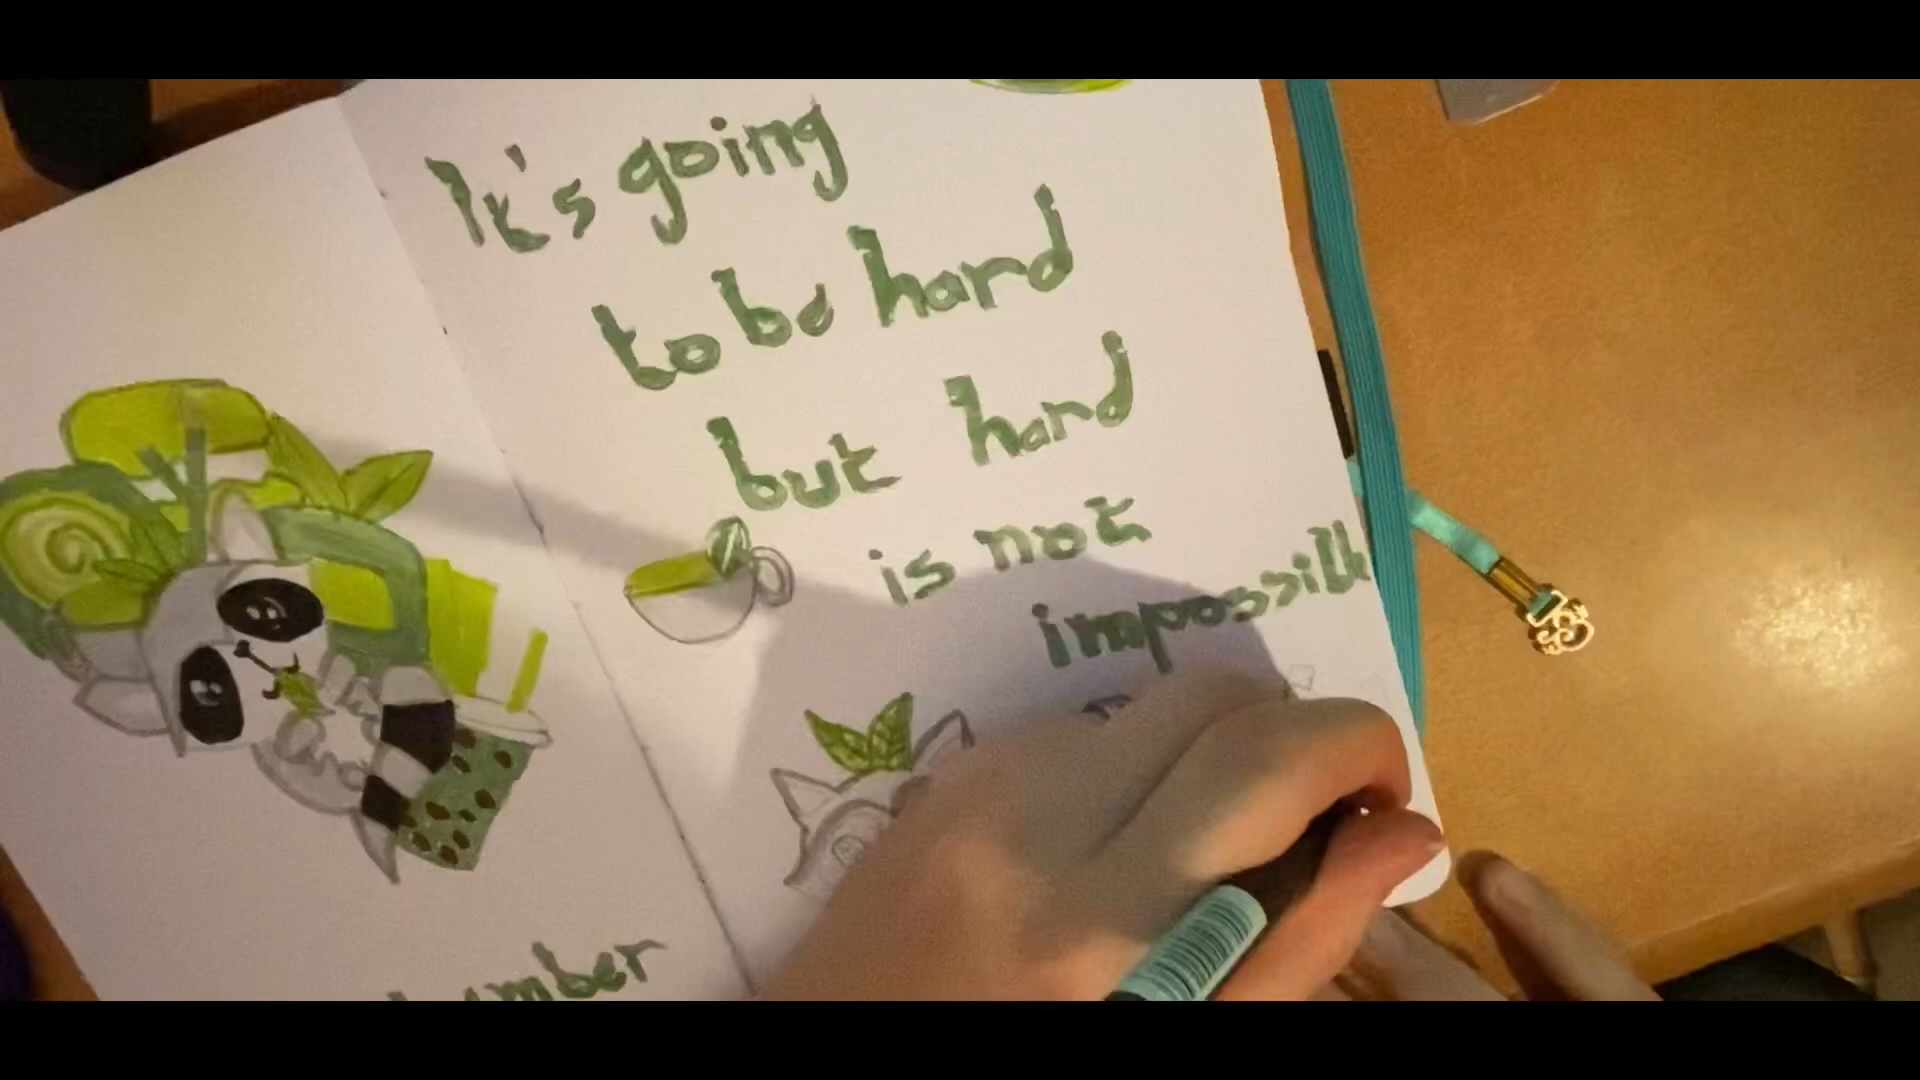 It's going
to be hard
but hard
is not
impossible